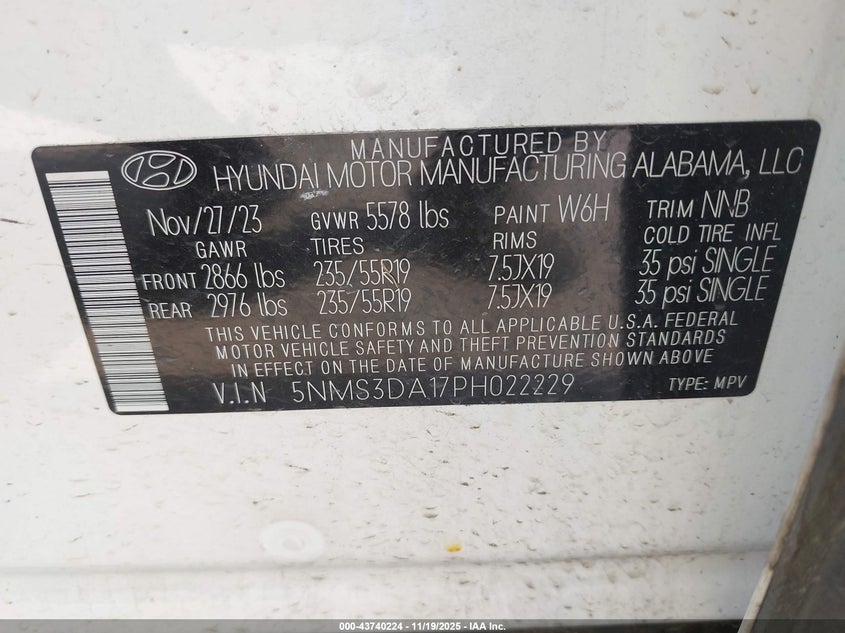 MANUFACTURED BY
HYUNDAI MOTOR MANUFACTURING ALABAMA, LLC
Nov/27/23 GVWR 5578 lbs PAINT W6H TRIM NNB
GAWR TIRES RIMS COLD TIRE INFL
FRONT 2866 lbs 235/55R19 7.5JX19 35 psi SINGLE
REAR 2976 lbs 235/55R19 7.5JX19 35 psi SINGLE
THIS VEHICLE CONFORMS TO ALL APPLICABLE U.S.A. FEDERAL
MOTOR VEHICLE SAFETY AND THEFT PREVENTION STANDARDS
IN EFFECT ON THE DATE OF MANUFACTURE SHOWN ABOVE.
V.I.N 5NMS3DA17PH022229 TYPE: MPV
000-43740224 - 11/19/2025 - IAA Inc.